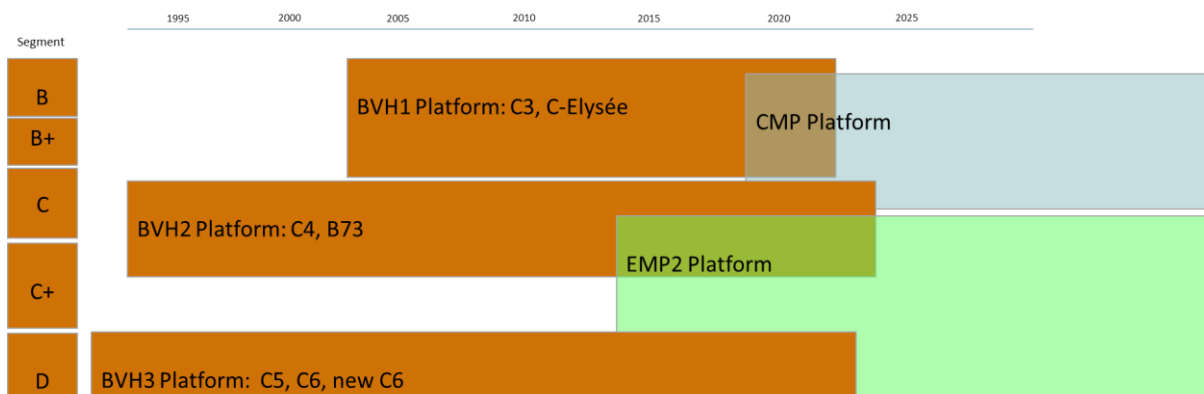 1995 2000 2005 2010 2015 2020 2025
Segment
B
BVH1 Platform: C3, C-Elysée
CMP Platform
B+
C
BVH2 Platform: C4, B73
EMP2 Platform
C+
D
BVH3 Platform:  C5, C6, new C6